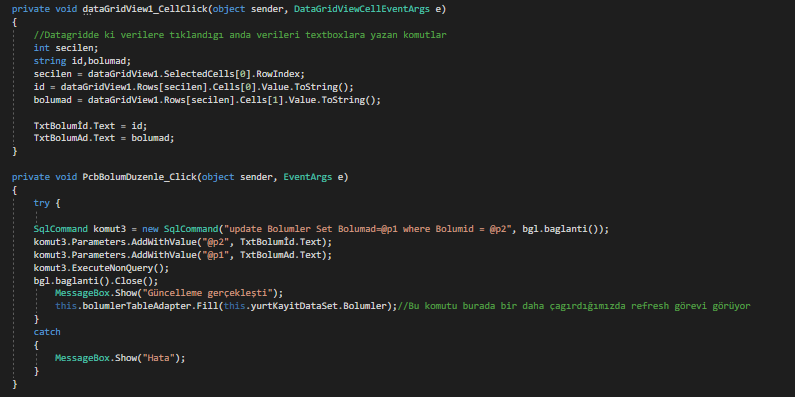 private void dataGridView1_CellClick(object sender, DataGridViewCellEventArgs e)
{
//Datagridde ki verilere tıklandıgı anda verileri textboxlara yazan komutlar
int secilen;
string id,bolumad;
secilen = dataGridView1.SelectedCells[0].RowIndex;
id = dataGridView1.Rows[secilen].Cells[0].Value.ToString();
bolumad = dataGridView1.Rows[secilen].Cells[1].Value.ToString();
TxtBolumİd.Text = id;
TxtBolumAd.Text = bolumad;
}
private void PcbBolumDuzenle_Click(object sender, EventArgs e)
{
try {
SqlCommand komut3 = new SqlCommand("update Bolumler Set Bolumad=@p1 where Bolumid = @p2", bgl.baglanti());
komut3.Parameters.AddWithValue("@p2", TxtBolumİd.Text);
komut3.Parameters.AddWithValue("@p1", TxtBolumAd.Text);
komut3.ExecuteNonQuery();
bgl.baglanti().Close();
MessageBox.Show("Güncelleme gerçekleşti");
this.bolumlerTableAdapter.Fill(this.yurtKayitDataSet.Bolumler);//Bu komutu burada bir daha çagırdığımızda refresh görevi görüyor
}
catch
{
MessageBox.Show("Hata");
}
}